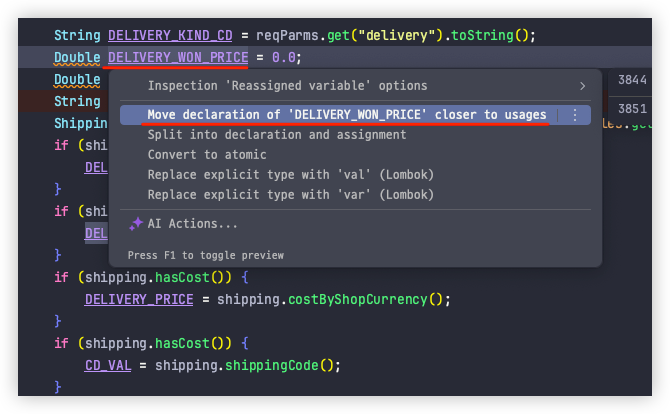 String DELIVERY_KIND_CD = reqParms.get("delivery").toString();
Double DELIVERY_WON_PRICE = 0.0;
Double
String
Shippin
les.ge
if (shi
DEL
}
if (shi
DEL
}
if (shipping.hasCost()) {
DELIVERY_PRICE = shipping.costByShopCurrency();
}
if (shipping.hasCost()) {
CD_VAL = shipping.shippingCode();
}
Inspection 'Reassigned variable' options
Move declaration of 'DELIVERY_WON_PRICE' closer to usages
Split into declaration and assignment
Convert to atomic
Replace explicit type with 'val' (Lombok)
Replace explicit type with 'var' (Lombok)
AI Actions...
Press F1 to toggle preview
3844
3851